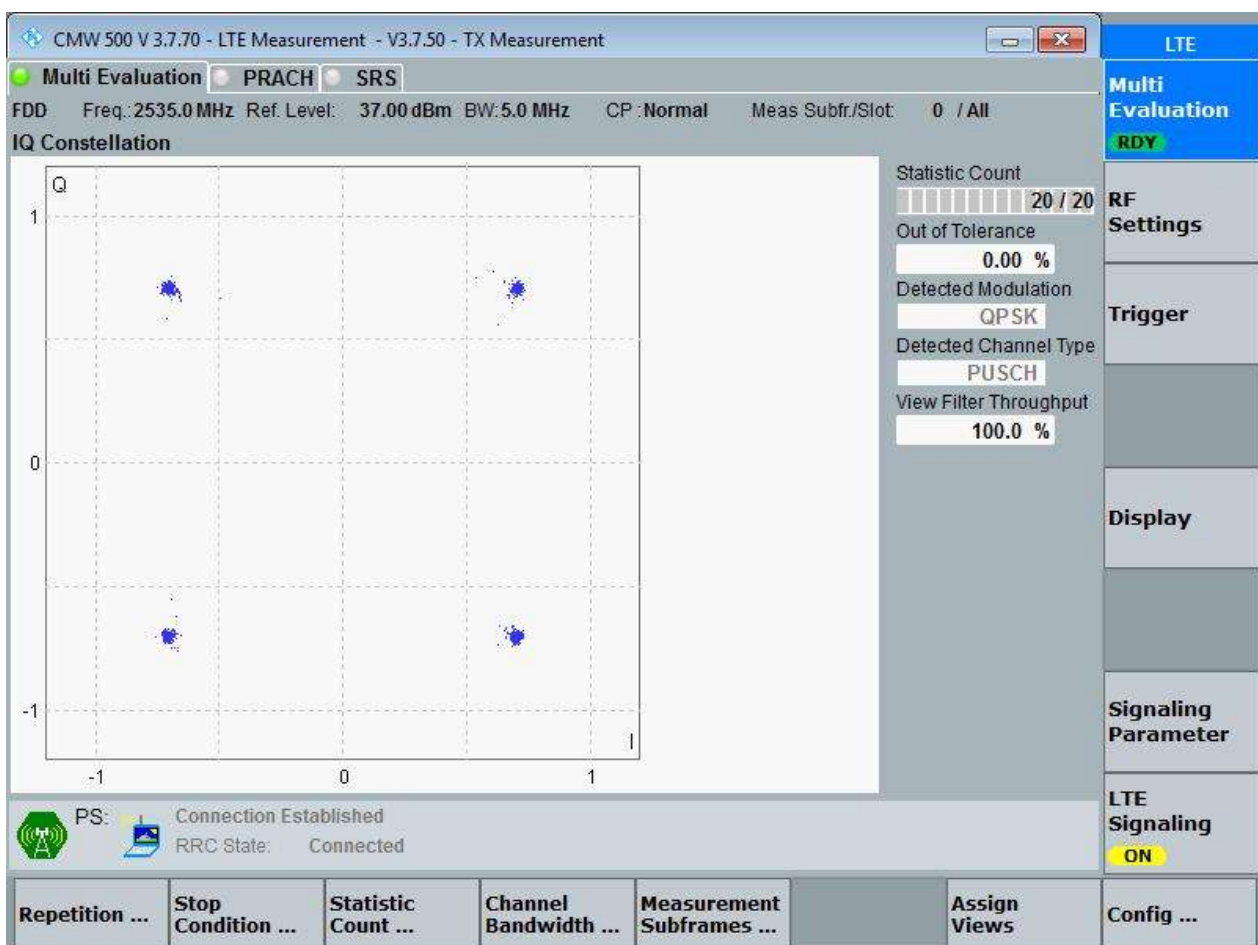 CMW 500 V 3.7.70 - LTE Measurement - V3.7.50 - TX Measurement
LTE
Multi Evaluation PRACH SRS
Multi
Evaluation
RDY
FDD Freq.: 2535.0 MHz Ref. Level: 37.00 dBm BW: 5.0 MHz CP : Normal Meas Subfr./Slot: 0 / All
IQ Constellation
Q
1
0
-1
-1 0 1
I
Statistic Count
20 / 20
Out of Tolerance
0.00 %
Detected Modulation
QPSK
Detected Channel Type
PUSCH
View Filter Throughput
100.0 %
RF
Settings
Trigger
Display
Signaling
Parameter
LTE
Signaling
ON
PS: Connection Established
RRC State: Connected
Repetition ...
Stop
Condition ...
Statistic
Count ...
Channel
Bandwidth ...
Measurement
Subframes ...
Assign
Views
Config ...